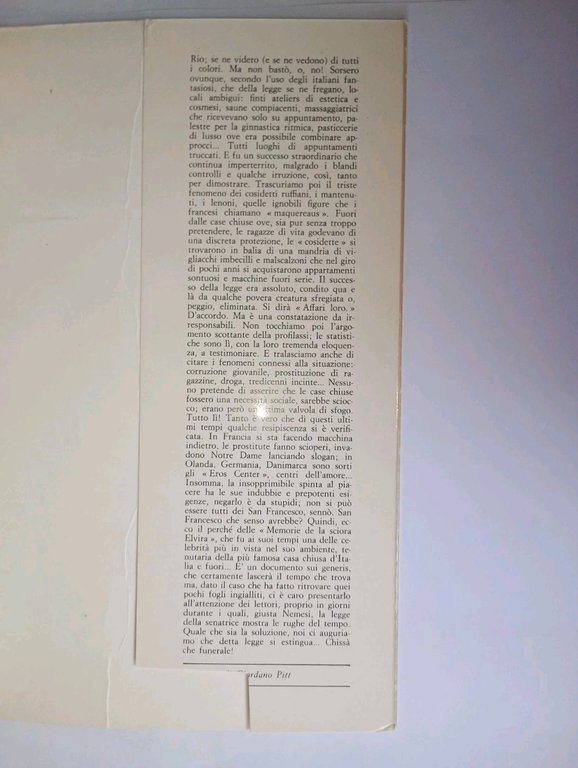 Rio; se ne videro (e se ne vedono) di tutti
i colori. Ma non bastò, o, no! Sorsero
ovunque, secondo l'uso degli italiani fan-
tasiosi, che della legge se ne fregano, lo-
cali ambigui: finti ateliers di estetica e
cosmesi, saune compiacenti, massaggiatrici
che ricevevano solo su appuntamento, pa-
lestre per la ginnastica ritmica, pasticcerie
di lusso ove era possibile combinare ap-
procci... Tutti luoghi di appuntamenti
truccati. E fu un successo straordinario che
continua imperterrito, malgrado i blandi
controlli e qualche irruzione, così, tanto
per dimostrare. Trascuriamo poi il triste
fenomeno dei cosidetti ruffiani, i mantenu-
ti, i lenoni, quelle ignobili figure che i
francesi chiamano « maquereaus ». Fuori
dalle case chiuse ove, sia pur senza troppo
pretendere, le ragazze di vita godevano di
una discreta protezione, le « cosidette » si
trovarono in balia di una mandria di vi-
gliacchi imbecilli e malscalzoni che nel giro
di pochi anni si acquistarono appartamenti
sontuosi e macchine fuori serie. Il succes-
so della legge era assoluto, condito qua e
là da qualche povera creatura sfregiata o,
peggio, eliminata. Si dirà « Affari loro. »
D'accordo. Ma è una constatazione da ir-
responsabili. Non tocchiamo poi l'argo-
mento scottante della profilassi; le statisti-
che sono lì, con la loro tremenda eloquen-
za, a testimoniare. E tralasciamo anche di
citare i fenomeni connessi alla situazione:
corruzione giovanile, prostituzione di ra-
gazzine, droga, tredicenni incinte... Nessu-
no pretende di asserire che le case chiuse
fossero una necessità sociale, sarebbe scioc-
co; erano però un'ottima valvola di sfogo.
Tutto lì! Tanto è vero che di questi ulti-
mi tempi qualche resipiscenza si è verifi-
cata. In Francia si sta facendo macchina
indietro, le prostitute fanno scioperi, inva-
dono Notre Dame lanciando slogan; in
Olanda, Germania, Danimarca sono sorti
gli « Eros Center », centri dell'amore...
Insomma, la insopprimibile spinta al pia-
cere ha le sue indubbie e prepotenti esi-
genze, negarlo è da stupidi; non si può
essere tutti dei San Francesco, sennò. San
Francesco che senso avrebbe? Quindi, ec-
co il perché delle « Memorie de la sciora
Elvira », che fu ai suoi tempi una delle ce-
lebrità più in vista nel suo ambiente, te-
nutaria della più famosa casa chiusa d'Ita-
lia e fuori... E' un documento sui generis,
che certamente lascerà il tempo che trova
ma, dato il caso che ha fatto ritrovare quei
pochi fogli ingialliti, ci è caro presentarlo
all'attenzione dei lettori, proprio in giorni
durante i quali, giusta Nemesi, la legge
della senatrice mostra le rughe del tempo.
Quale che sia la soluzione, noi ci auguria-
mo che detta legge si estingua... Chissà
che funerale!
Giordano Pitt